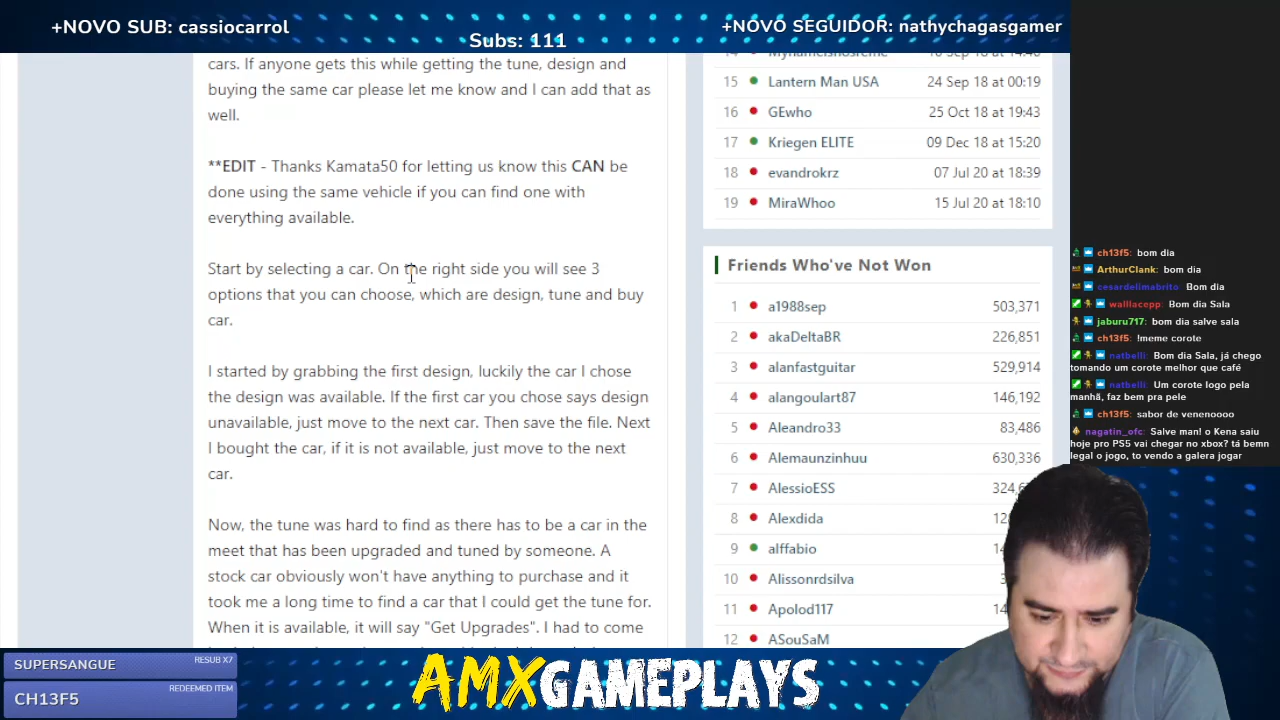 +NOVO SUB: cassiocarrol
Subs: 111
+NOVO SEGUIDOR: nathychagasgamer
cars. If anyone gets this while getting the tune, design and
buying the same car please let me know and I can add that as
well.
**EDIT - Thanks Kamata50 for letting us know this CAN be
done using the same vehicle if you can find one with
everything available.
Start by selecting a car. On the right side you will see 3
options that you can choose, which are design, tune and buy
car.
I started by grabbing the first design, luckily the car I chose
the design was available. If the first car you chose says design
unavailable, just move to the next car. Then save the file. Next
I bought the car, if it is not available, just move to the next
car.
Now, the tune was hard to find as there has to be a car in the
meet that has been upgraded and tuned by someone. A
stock car obviously won't have anything to purchase and it
took me a long time to find a car that I could get the tune for.
When it is available, it will say "Get Upgrades". I had to come
15 Lantern Man USA 24 Sep 18 at 00:19
16 GEwho 25 Oct 18 at 19:43
17 Kriegen ELITE 09 Dec 18 at 15:20
18 evandrokrz 07 Jul 20 at 18:39
19 MiraWhoo 15 Jul 20 at 18:10
Friends Who've Not Won
1 a1988sep 503,371
2 akaDeltaBR 226,851
3 alanfastguitar 529,914
4 alangoulart87 146,192
5 Aleandro33 83,486
6 Alemaunzinhuu 630,336
7 AlessioESS
8 Alexdida
9 alffabio
10 Alissonrdsilva
11 Apolod117
12 ASouSaM
ch13f5: bom dia
ArthurClank: bom dia
cesardelimabrito: Bom dia
walllacepp: Bom dia Sala
jaburu717: bom dia salve sala
ch13f5: !meme corote
natbelli: Bom dia Sala, já chego
tomando um corote melhor que café
natbelli: Um corote logo pela
manhã, faz bem pra pele
ch13f5: sabor de venenoooo
nagatin_ofc: Salve man! o Kena saiu
hoje pro PS5 vai chegar no xbox? tá bemn
legal o jogo, to vendo a galera jogar
SUPERSANGUE RESUB X7
CH13F5 REDEEMED ITEM
AMXGAMEPLAYS